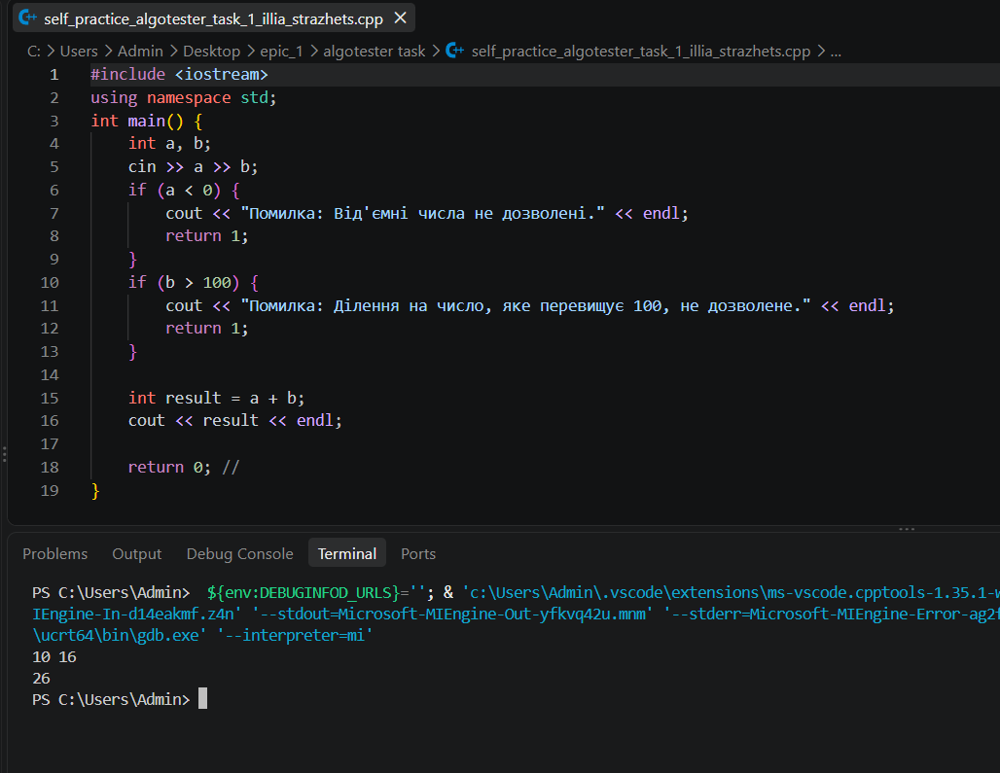 self_practice_algotester_task_1_illia_strazhets.cpp
C: > Users > Admin > Desktop > epic_1 > algotester task > self_practice_algotester_task_1_illia_strazhets.cpp > ...
1 #include <iostream>
2 using namespace std;
3 int main() {
4 int a, b;
5 cin >> a >> b;
6 if (a < 0) {
7 cout << "Помилка: Від'ємні числа не дозволені." << endl;
8 return 1;
9 }
10 if (b > 100) {
11 cout << "Помилка: Ділення на число, яке перевищує 100, не дозволене." << endl;
12 return 1;
13 }
14
15 int result = a + b;
16 cout << result << endl;
17
18 return 0; //
19 }
Problems Output Debug Console Terminal Ports
PS C:\Users\Admin> ${env:DEBUGINFOD_URLS}=''; & 'c:\Users\Admin\.vscode\extensions\ms-vscode.cpptools-1.35.1-w
IEngine-In-d14eakmf.z4n' '--stdout=Microsoft-MIEngine-Out-yfkvq42u.mnm' '--stderr=Microsoft-MIEngine-Error-ag2f
\ucrt64\bin\gdb.exe' '--interpreter=mi'
10 16
26
PS C:\Users\Admin>